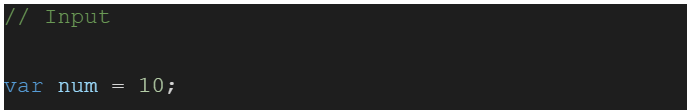 // Input
var num = 10;